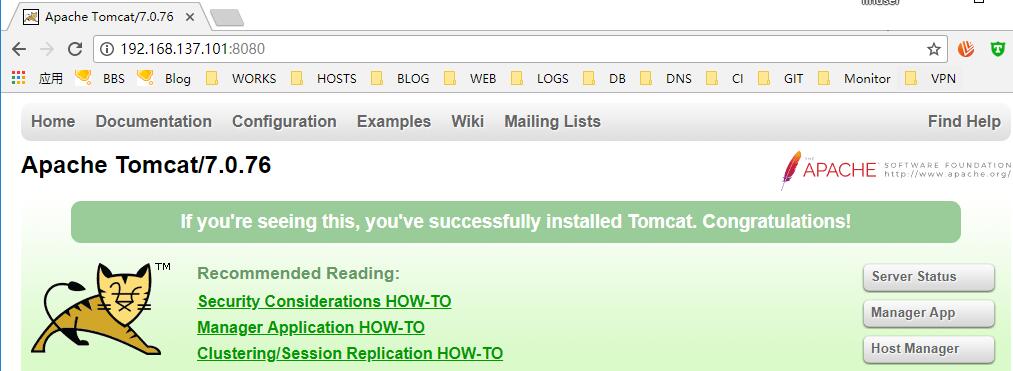 linuser
Apache Tomcat/7.0.76
192.168.137.101:8080
应用 BBS Blog WORKS HOSTS BLOG WEB LOGS DB DNS CI GIT Monitor VPN
Home Documentation Configuration Examples Wiki Mailing Lists Find Help
Apache Tomcat/7.0.76
THE APACHE SOFTWARE FOUNDATION
http://www.apache.org/
If you're seeing this, you've successfully installed Tomcat. Congratulations!
TM
Recommended Reading:
Security Considerations HOW-TO
Manager Application HOW-TO
Clustering/Session Replication HOW-TO
Server Status
Manager App
Host Manager